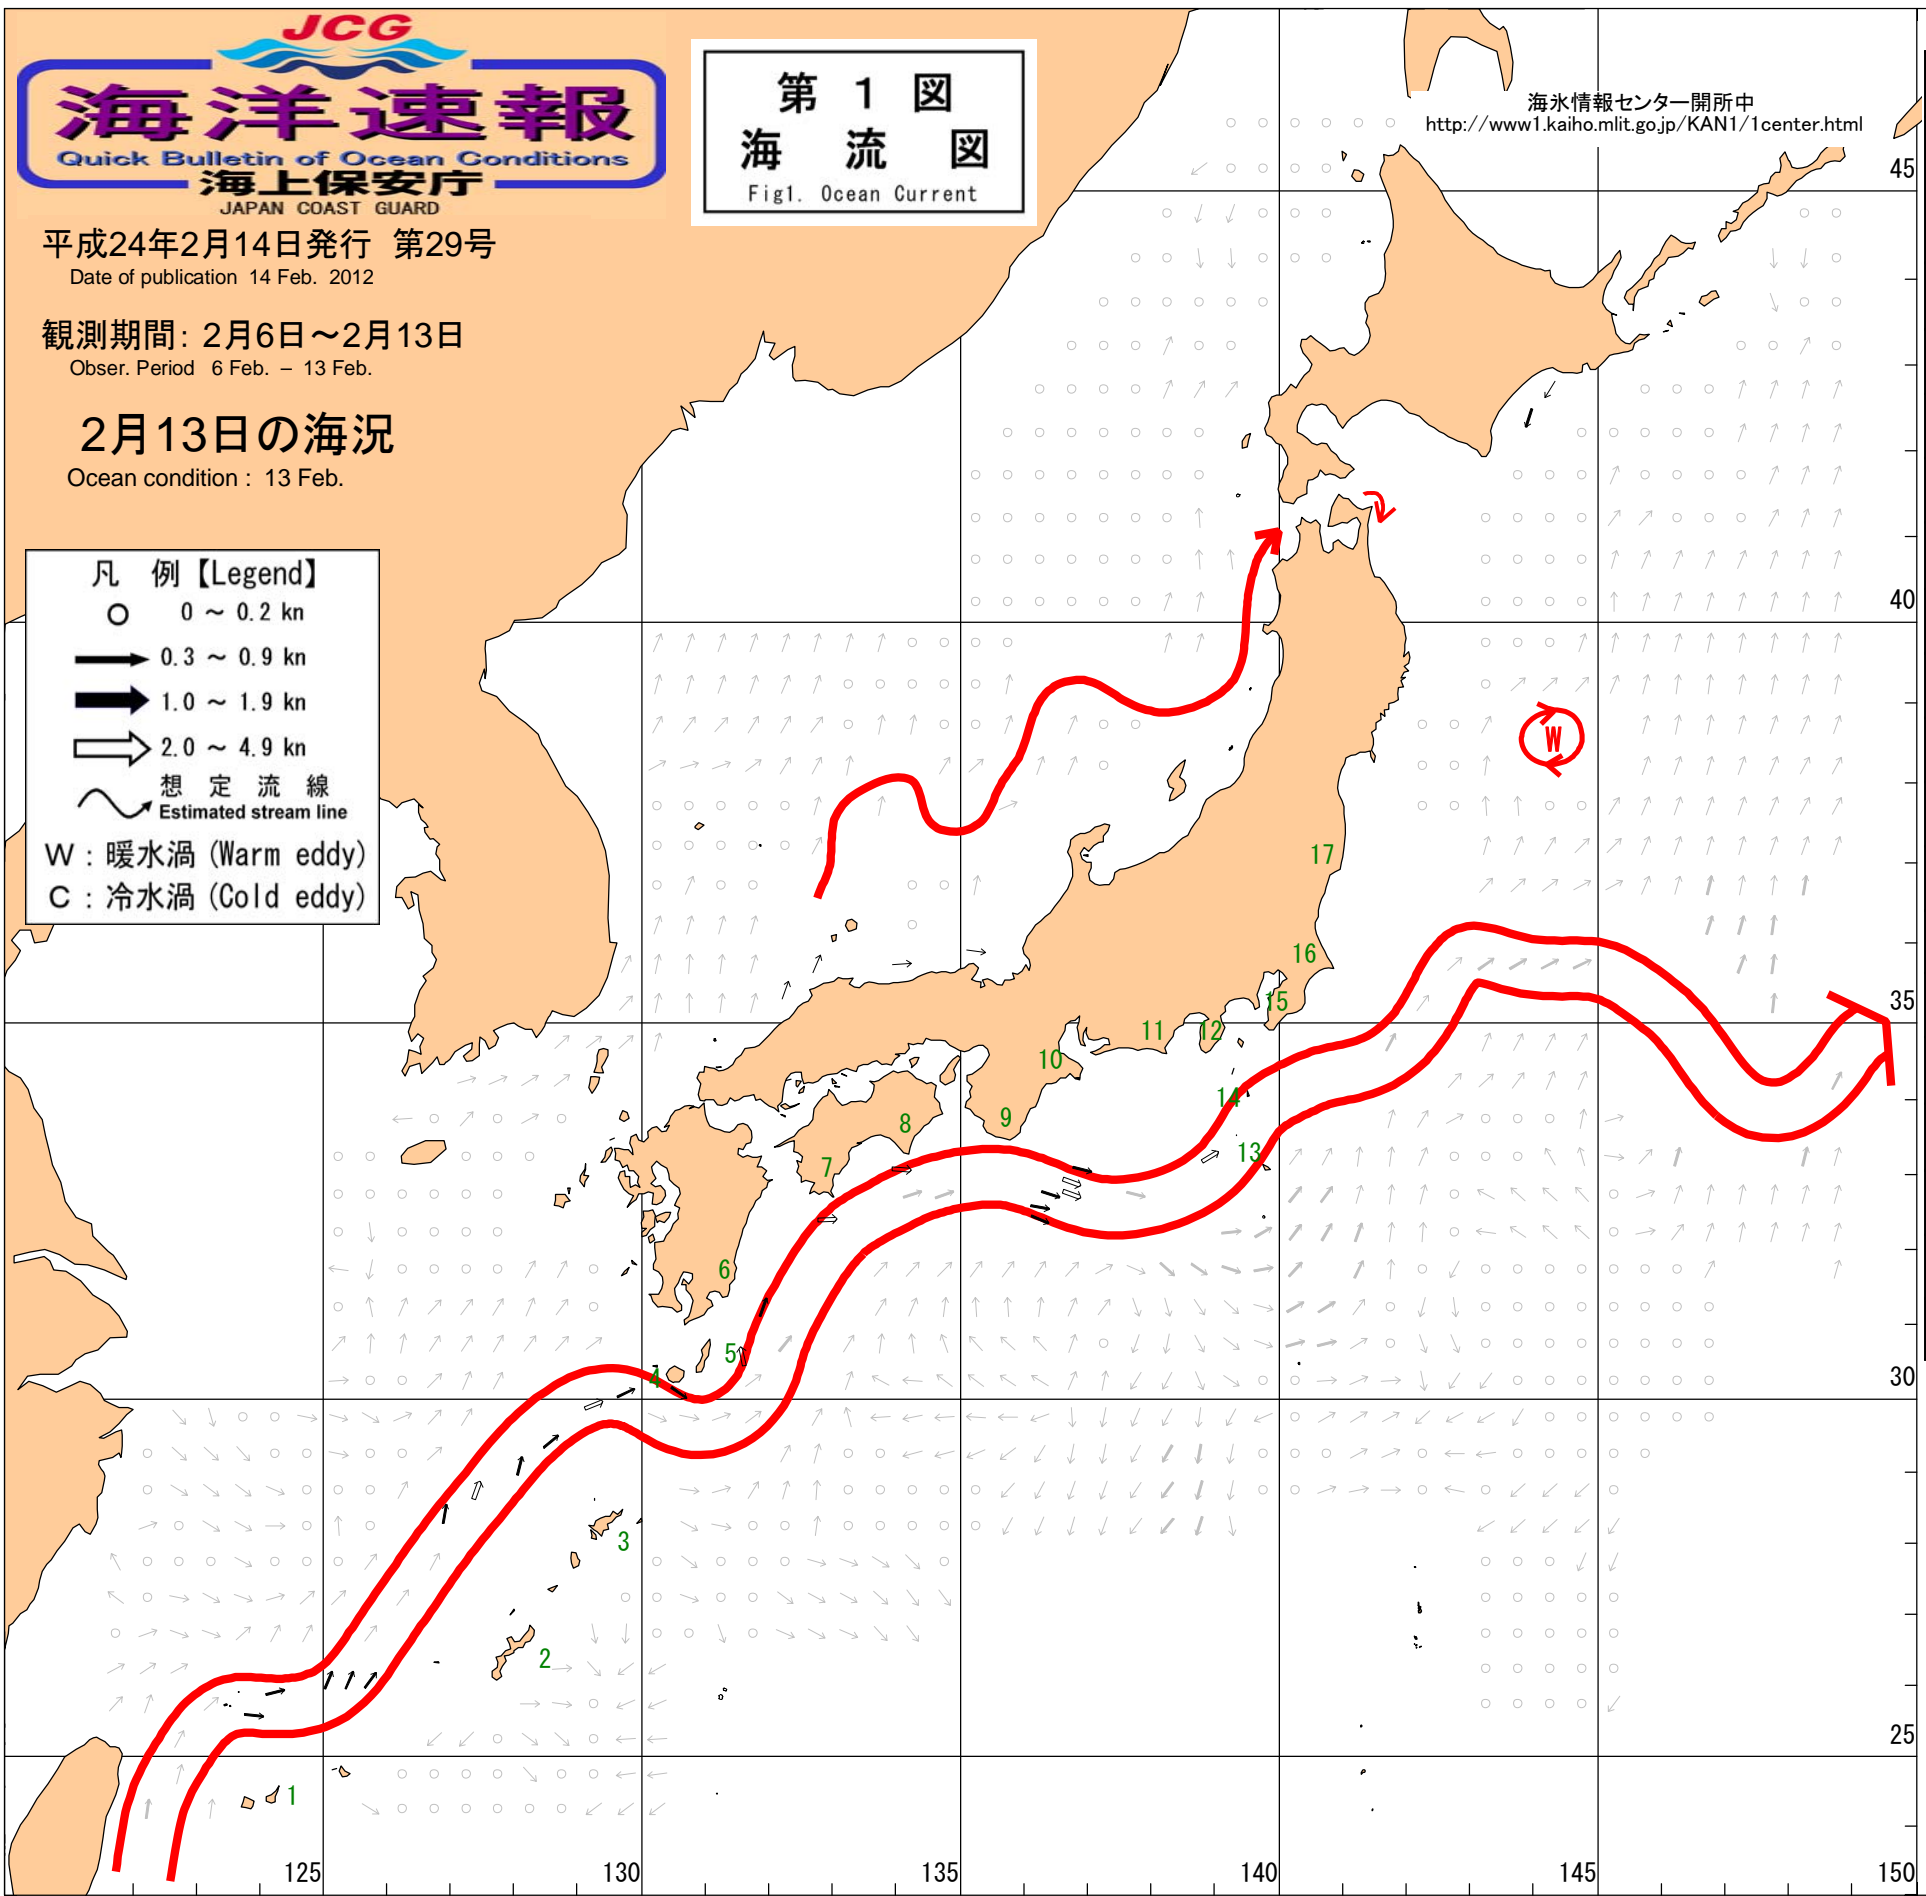 JCG
海洋速報
Quick Bulletin of Ocean Conditions
海上保安庁
JAPAN COAST GUARD
第 1 図
海 流 図
Fig1. Ocean Current
海氷情報センター開所中
http://www1.kaiho.mlit.go.jp/KAN1/1center.html
平成24年2月14日発行 第29号
Date of publication 14 Feb. 2012
観測期間: 2月6日～2月13日
Obser. Period 6 Feb. – 13 Feb.
2月13日の海況
Ocean condition : 13 Feb.
凡 例【Legend】
0 ～ 0.2 kn
0.3 ～ 0.9 kn
1.0 ～ 1.9 kn
2.0 ～ 4.9 kn
想 定 流 線
Estimated stream line
W : 暖水渦 (Warm eddy)
C : 冷水渦 (Cold eddy)
45
40
35
30
25
W
17
16
15
14
13
12
11
10
9
8
7
6
5
4
3
2
1
125
130
135
140
145
150